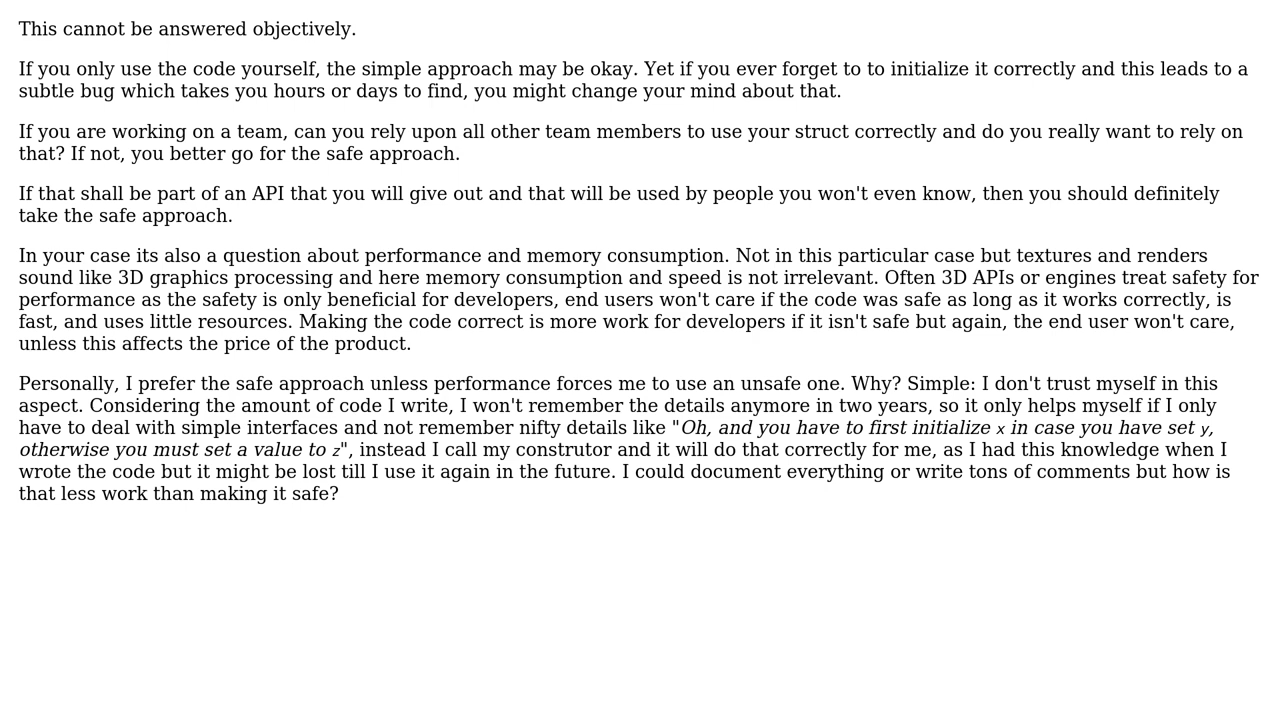 This cannot be answered objectively.
If you only use the code yourself, the simple approach may be okay. Yet if you ever forget to to initialize it correctly and this leads to a
subtle bug which takes you hours or days to find, you might change your mind about that.
If you are working on a team, can you rely upon all other team members to use your struct correctly and do you really want to rely on
that? If not, you better go for the safe approach.
If that shall be part of an API that you will give out and that will be used by people you won't even know, then you should definitely
take the safe approach.
In your case its also a question about performance and memory consumption. Not in this particular case but textures and renders
sound like 3D graphics processing and here memory consumption and speed is not irrelevant. Often 3D APIs or engines treat safety for
performance as the safety is only beneficial for developers, end users won't care if the code was safe as long as it works correctly, is
fast, and uses little resources. Making the code correct is more work for developers if it isn't safe but again, the end user won't care,
unless this affects the price of the product.
Personally, I prefer the safe approach unless performance forces me to use an unsafe one. Why? Simple: I don't trust myself in this
aspect. Considering the amount of code I write, I won't remember the details anymore in two years, so it only helps myself if I only
have to deal with simple interfaces and not remember nifty details like "Oh, and you have to first initialize x in case you have set y,
otherwise you must set a value to z", instead I call my construtor and it will do that correctly for me, as I had this knowledge when I
wrote the code but it might be lost till I use it again in the future. I could document everything or write tons of comments but how is
that less work than making it safe?